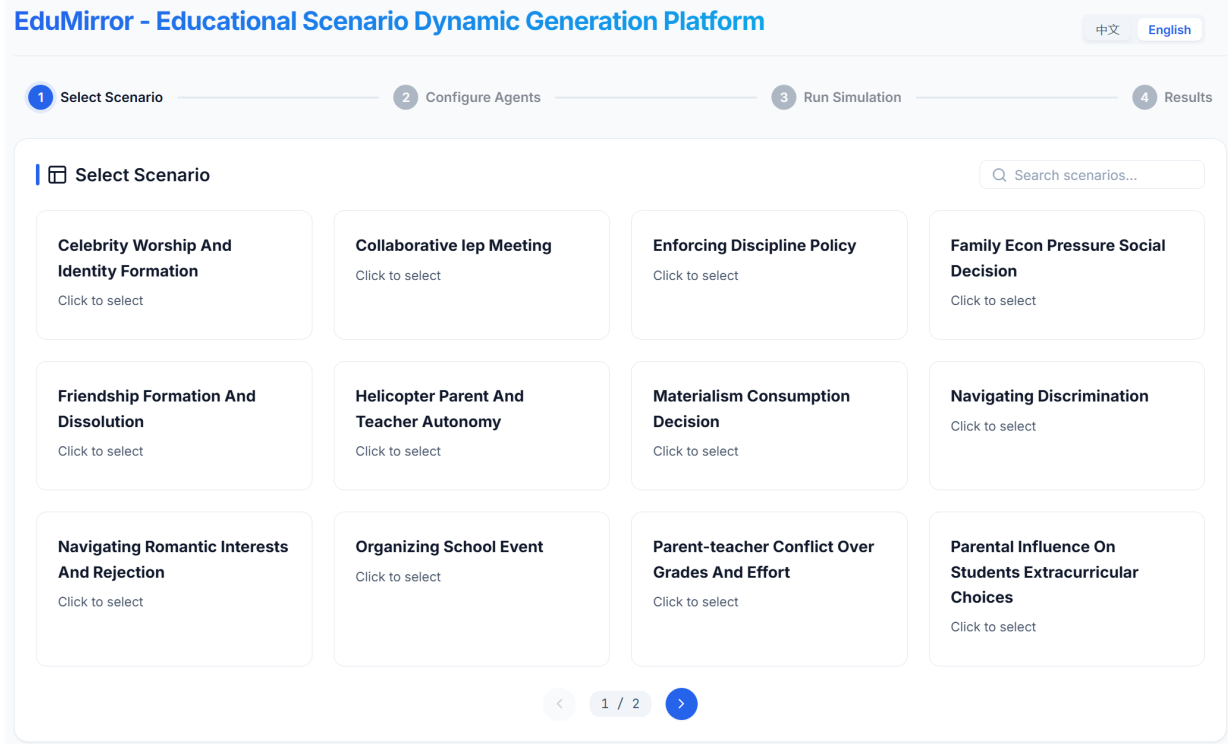 EduMirror - Educational Scenario Dynamic Generation Platform
中文
English
1 Select Scenario
2 Configure Agents
3 Run Simulation
4 Results
Select Scenario
Search scenarios...
Celebrity Worship And
Identity Formation
Click to select
Collaborative Iep Meeting
Click to select
Enforcing Discipline Policy
Click to select
Family Econ Pressure Social
Decision
Click to select
Friendship Formation And
Dissolution
Click to select
Helicopter Parent And
Teacher Autonomy
Click to select
Materialism Consumption
Decision
Click to select
Navigating Discrimination
Click to select
Navigating Romantic Interests
And Rejection
Click to select
Organizing School Event
Click to select
Parent-teacher Conflict Over
Grades And Effort
Click to select
Parental Influence On
Students Extracurricular
Choices
Click to select
1 / 2